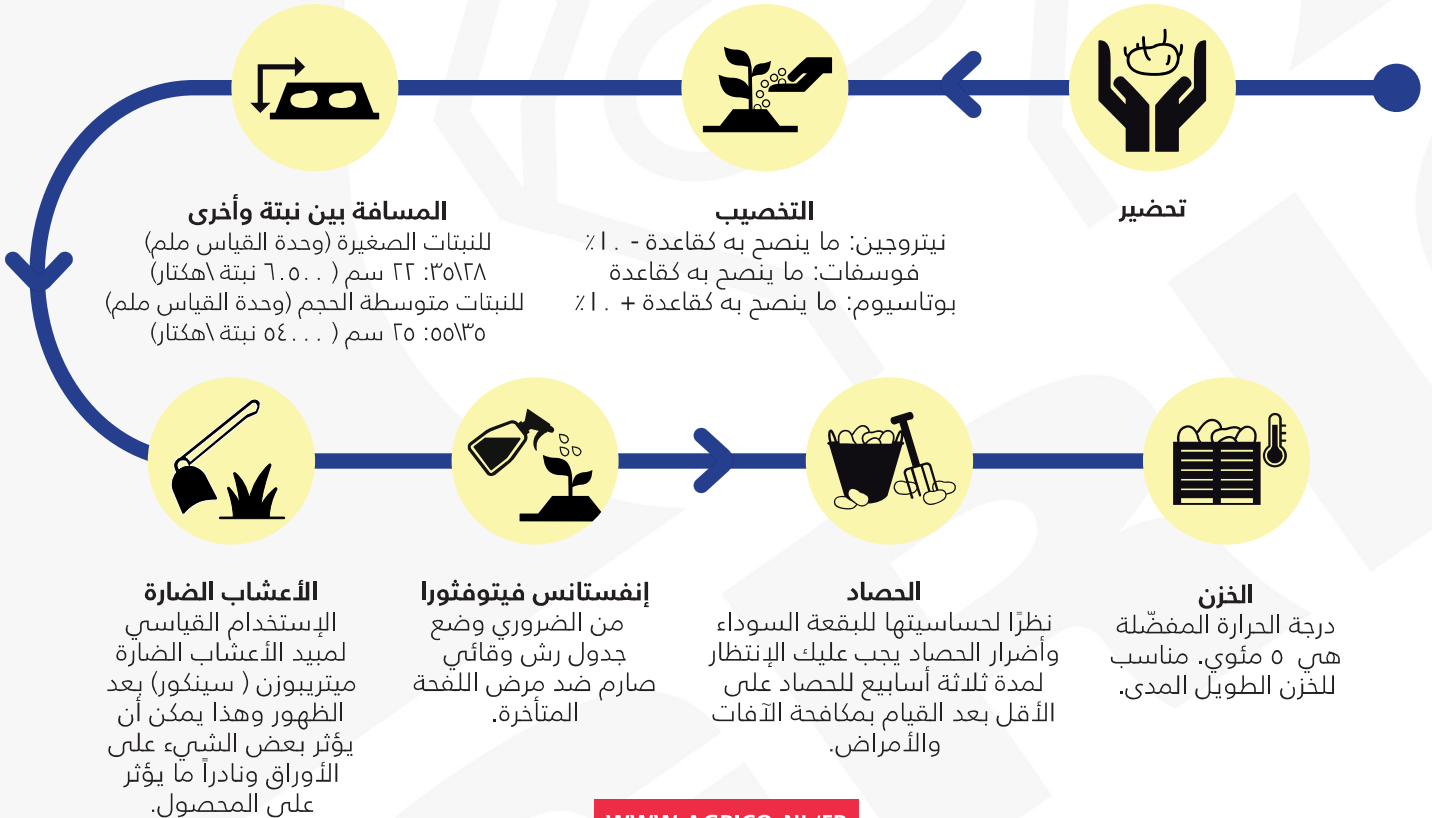 تحضير
التخصيب
نيتروجين: ما ينصح به كقاعدة - ١٠٪
فوسفات: ما ينصح به كقاعدة
بوتاسيوم: ما ينصح به كقاعدة + ١٠٪
المسافة بين نبتة وأخرى
للنبتات الصغيرة (وحدة القياس ملم)
٢٨\٣٥: ٢٢ سم ( ٦٠٥٠٠ نبتة \هكتار)
للنبتات متوسطة الحجم (وحدة القياس ملم)
٣٥\٥٥: ٢٥ سم ( ٥٤٠٠٠ نبتة \هكتار)
الأعشاب الضارة
الإستخدام القياسي
لمبيد الأعشاب الضارة
ميتريبوزن ( سينكور) بعد
الظهور وهذا يمكن أن
يؤثر بعض الشيء على
الأوراق ونادراً ما يؤثر
على المحصول.
إنفستانس فيتوفثورا
من الضروري وضع
جدول رش وقائي
صارم ضد مرض اللفحة
المتأخرة.
الحصاد
نظرًا لحساسيتها للبقعة السوداء
وأضرار الحصاد يجب عليك الإنتظار
لمدة ثلاثة أسابيع للحصاد على
الأقل بعد القيام بمكافحة الآفات
والأمراض.
الخزن
درجة الحرارة المفضّلة
هي ٥ مئوي. مناسب
للخزن الطويل المدى.